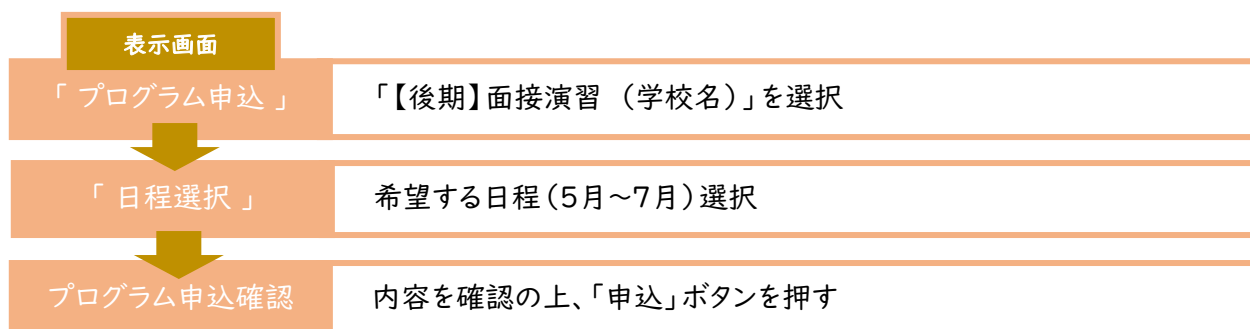 表示画面
「 プログラム申込 」
「【後期】面接演習 （学校名）」を選択
「 日程選択 」
希望する日程（5月～7月）選択
プログラム申込確認
内容を確認の上、「申込」ボタンを押す